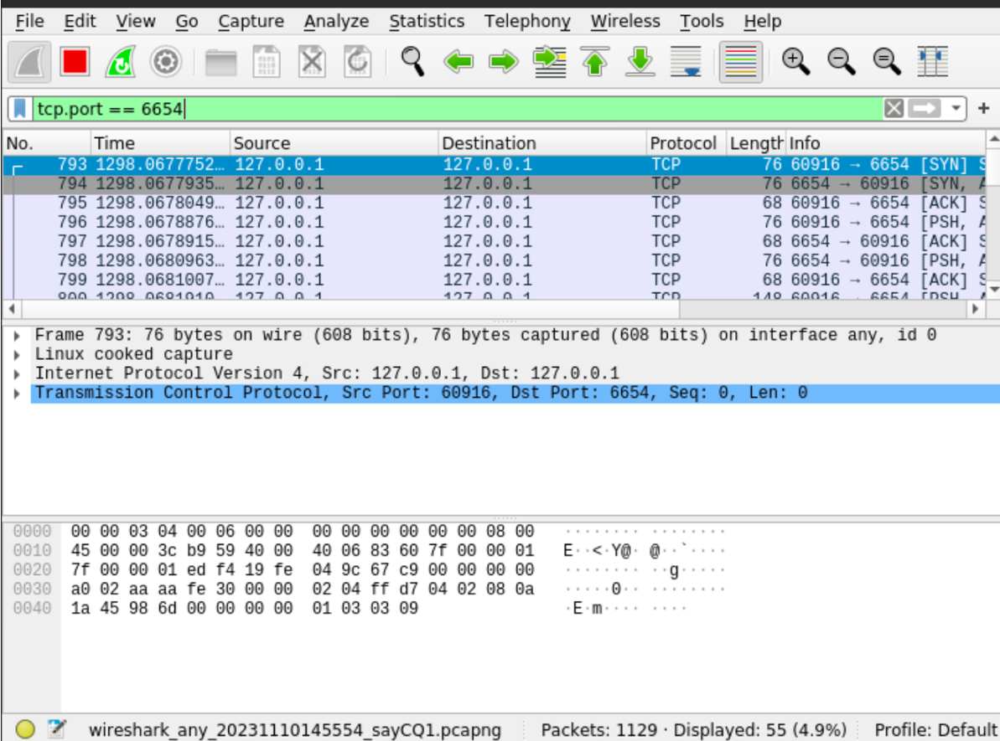 File Edit View Go Capture Analyze Statistics Telephony Wireless Tools Help
tcp.port == 6654
No. Time Source Destination Protocol Length Info
793 1298.0677752… 127.0.0.1 127.0.0.1 TCP 76 60916 → 6654 [SYN] S
794 1298.0677935… 127.0.0.1 127.0.0.1 TCP 76 6654 → 60916 [SYN, A
795 1298.0678049… 127.0.0.1 127.0.0.1 TCP 68 60916 → 6654 [ACK] S
796 1298.0678876… 127.0.0.1 127.0.0.1 TCP 76 60916 → 6654 [PSH, A
797 1298.0678915… 127.0.0.1 127.0.0.1 TCP 68 6654 → 60916 [ACK] S
798 1298.0680963… 127.0.0.1 127.0.0.1 TCP 76 6654 → 60916 [PSH, A
799 1298.0681007… 127.0.0.1 127.0.0.1 TCP 68 60916 → 6654 [ACK] S
800 1298.0681910 127.0.0.1 127.0.0.1 TCP 148 60916 → 6654 [PSH A
Frame 793: 76 bytes on wire (608 bits), 76 bytes captured (608 bits) on interface any, id 0
Linux cooked capture
Internet Protocol Version 4, Src: 127.0.0.1, Dst: 127.0.0.1
Transmission Control Protocol, Src Port: 60916, Dst Port: 6654, Seq: 0, Len: 0
0000 00 00 03 04 00 06 00 00 00 00 00 00 00 00 08 00 ········ ········
0010 45 00 00 3c b9 59 40 00 40 06 83 60 7f 00 00 01 E··<·Y@· @··`····
0020 7f 00 00 01 ed f4 19 fe 04 9c 67 c9 00 00 00 00 ········ ··g·····
0030 a0 02 aa aa fe 30 00 00 02 04 ff d7 04 02 08 0a ·····0·· ········
0040 1a 45 98 6d 00 00 00 00 01 03 03 09 ·E·m···· ····
wireshark_any_20231110145554_sayCQ1.pcapng Packets: 1129 · Displayed: 55 (4.9%) Profile: Default